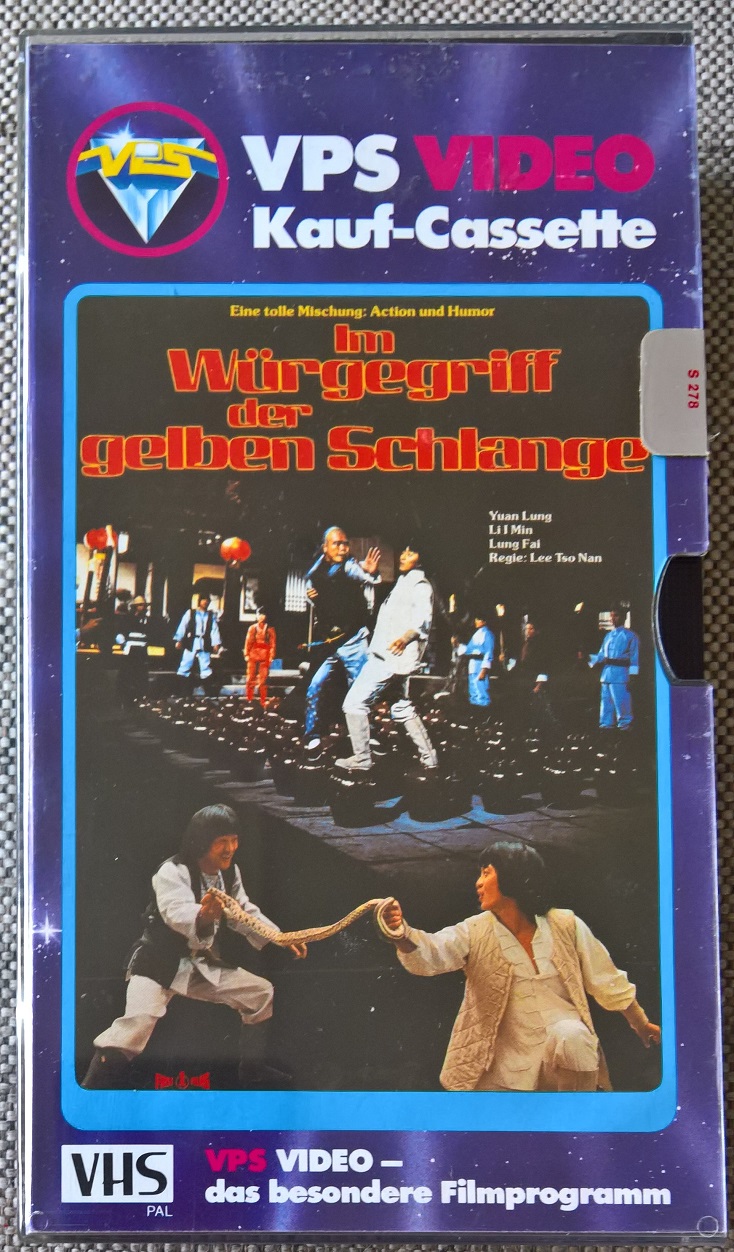 VPS
VPS VIDEO
Kauf-Cassette
Eine tolle Mischung: Action und Humor
Im
Würgegriff
der
gelben Schlange
S 278
Yuan Lung
Li I Min
Lung Fai
Regie: Lee Tso Nan
VHS
PAL
VPS VIDEO –
das besondere Filmprogramm